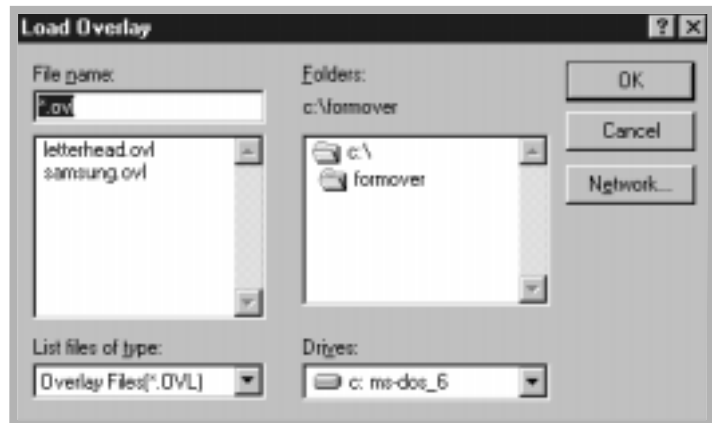 Load Overlay
File name:
*.ovl
letterhead.ovl
samsung.ovl
List files of type:
Overlay Files(*.OVL)
Folders:
c:\formover
c:\
formover
Drives:
c: ms-dos_6
OK
Cancel
Network...